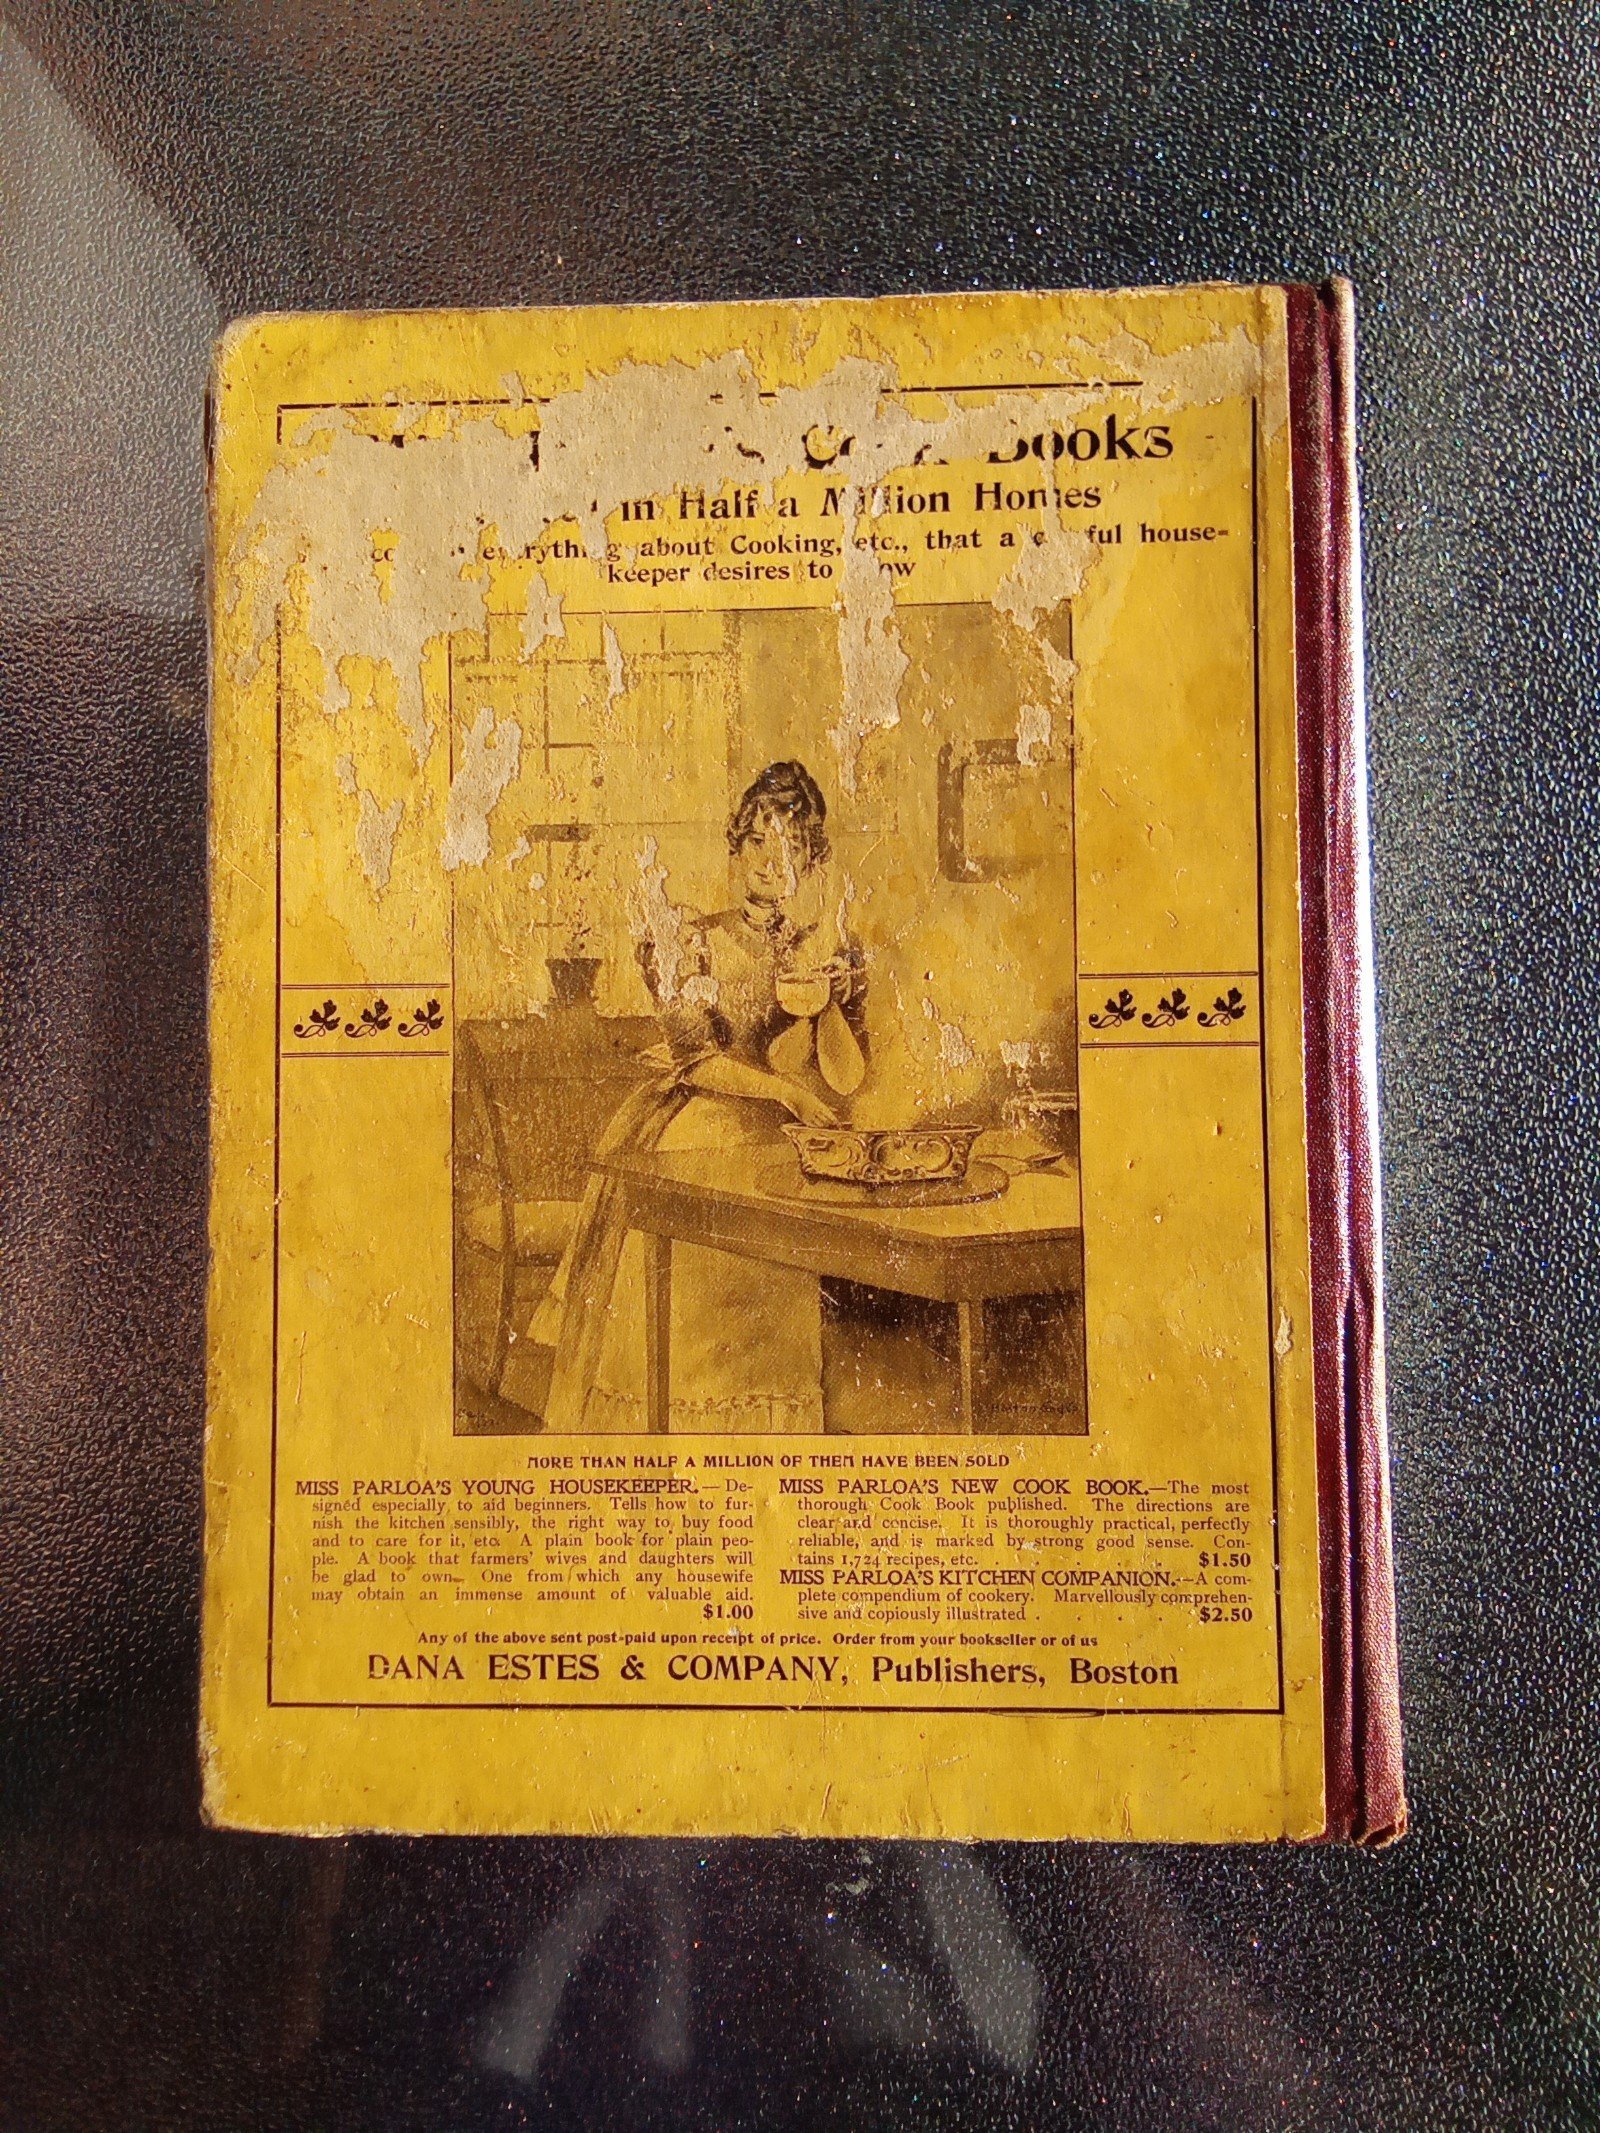 Books
in Half a Million Homes
everything about Cooking, etc., that a house-
keeper desires to
MORE THAN HALF A MILLION OF THEM HAVE BEEN SOLD
MISS PARLOA'S YOUNG HOUSEKEEPER.—De-
signed especially to aid beginners. Tells how to fur-
nish the kitchen sensibly, the right way to buy food
and to care for it, etc. A plain book for plain peo-
ple. A book that farmers' wives and daughters will
be glad to own. One from which any housewife
may obtain an immense amount of valuable aid.
$1.00
MISS PARLOA'S NEW COOK BOOK.—The most
thorough Cook Book published. The directions are
clear and concise. It is thoroughly practical, perfectly
reliable, and is marked by strong good sense. Con-
tains 1,724 recipes, etc. . . . . . . $1.50
MISS PARLOA'S KITCHEN COMPANION.—A com-
plete compendium of cookery. Marvellously comprehen-
sive and copiously illustrated . . . . . $2.50
Any of the above sent post-paid upon receipt of price. Order from your bookseller or of us
DANA ESTES & COMPANY, Publishers, Boston